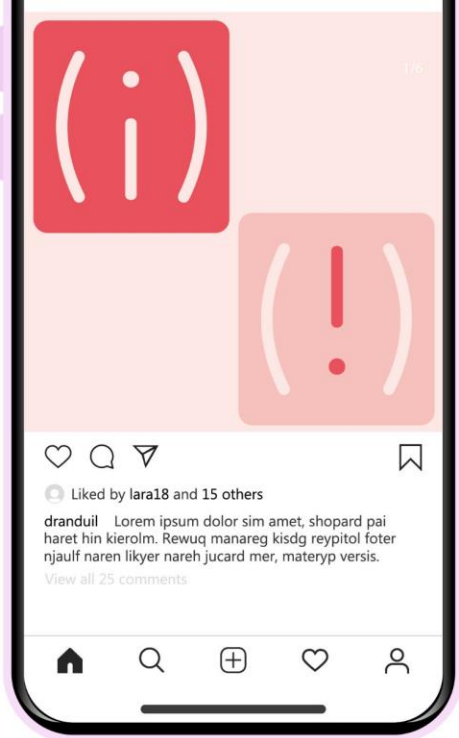 (¡)
1/6
(!)
Liked by lara18 and 15 others
dranduil Lorem ipsum dolor sim amet, shopard pai
haret hin kierolm. Rewuq manareg kisdg reypitol foter
njaulf naren likyer nareh jucard mer, materyp versis.
View all 25 comments